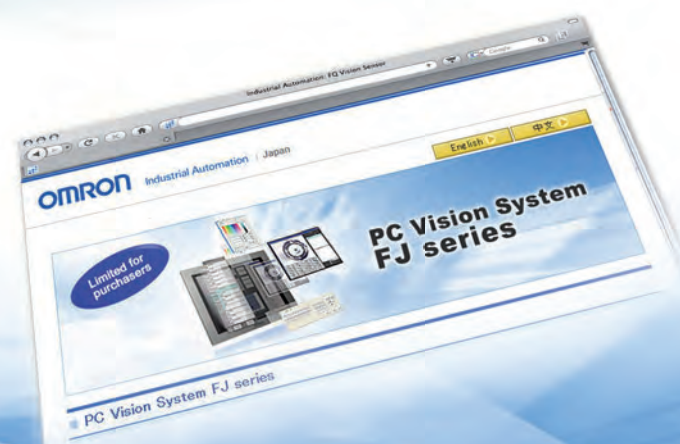 Industrial Automation: FQ Vision Sensor
Google
OMRON Industrial Automation | Japan
English
中文
Limited for
purchasers
PC Vision System
FJ series
PC Vision System FJ series